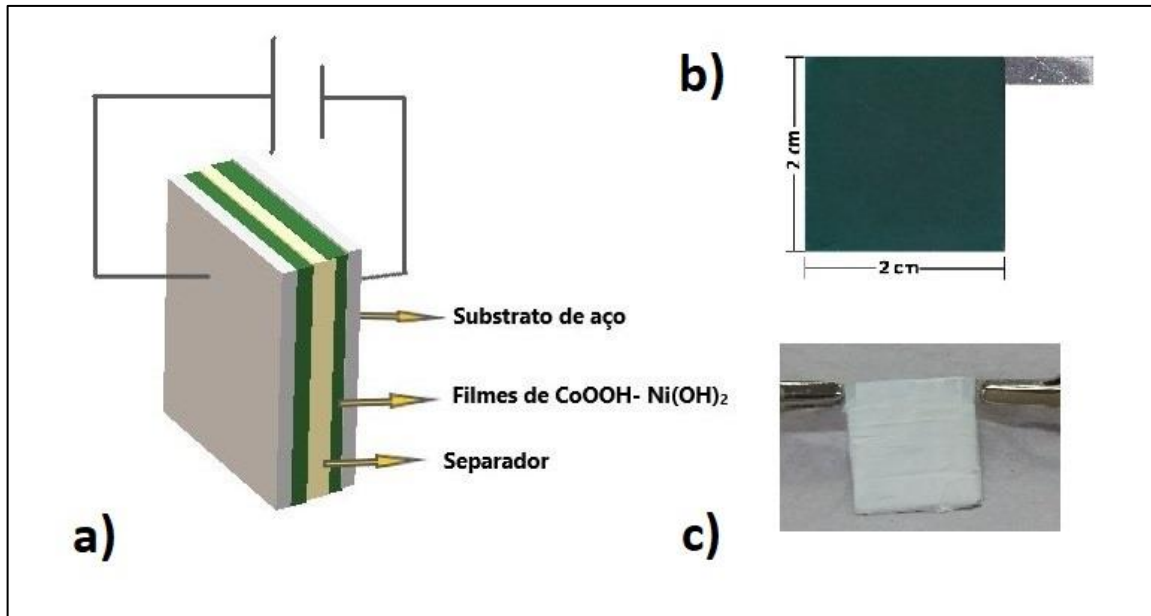 a)
Substrato de aço
Filmes de CoOOH- Ni(OH)₂
Separador
b)
2 cm
2 cm
c)